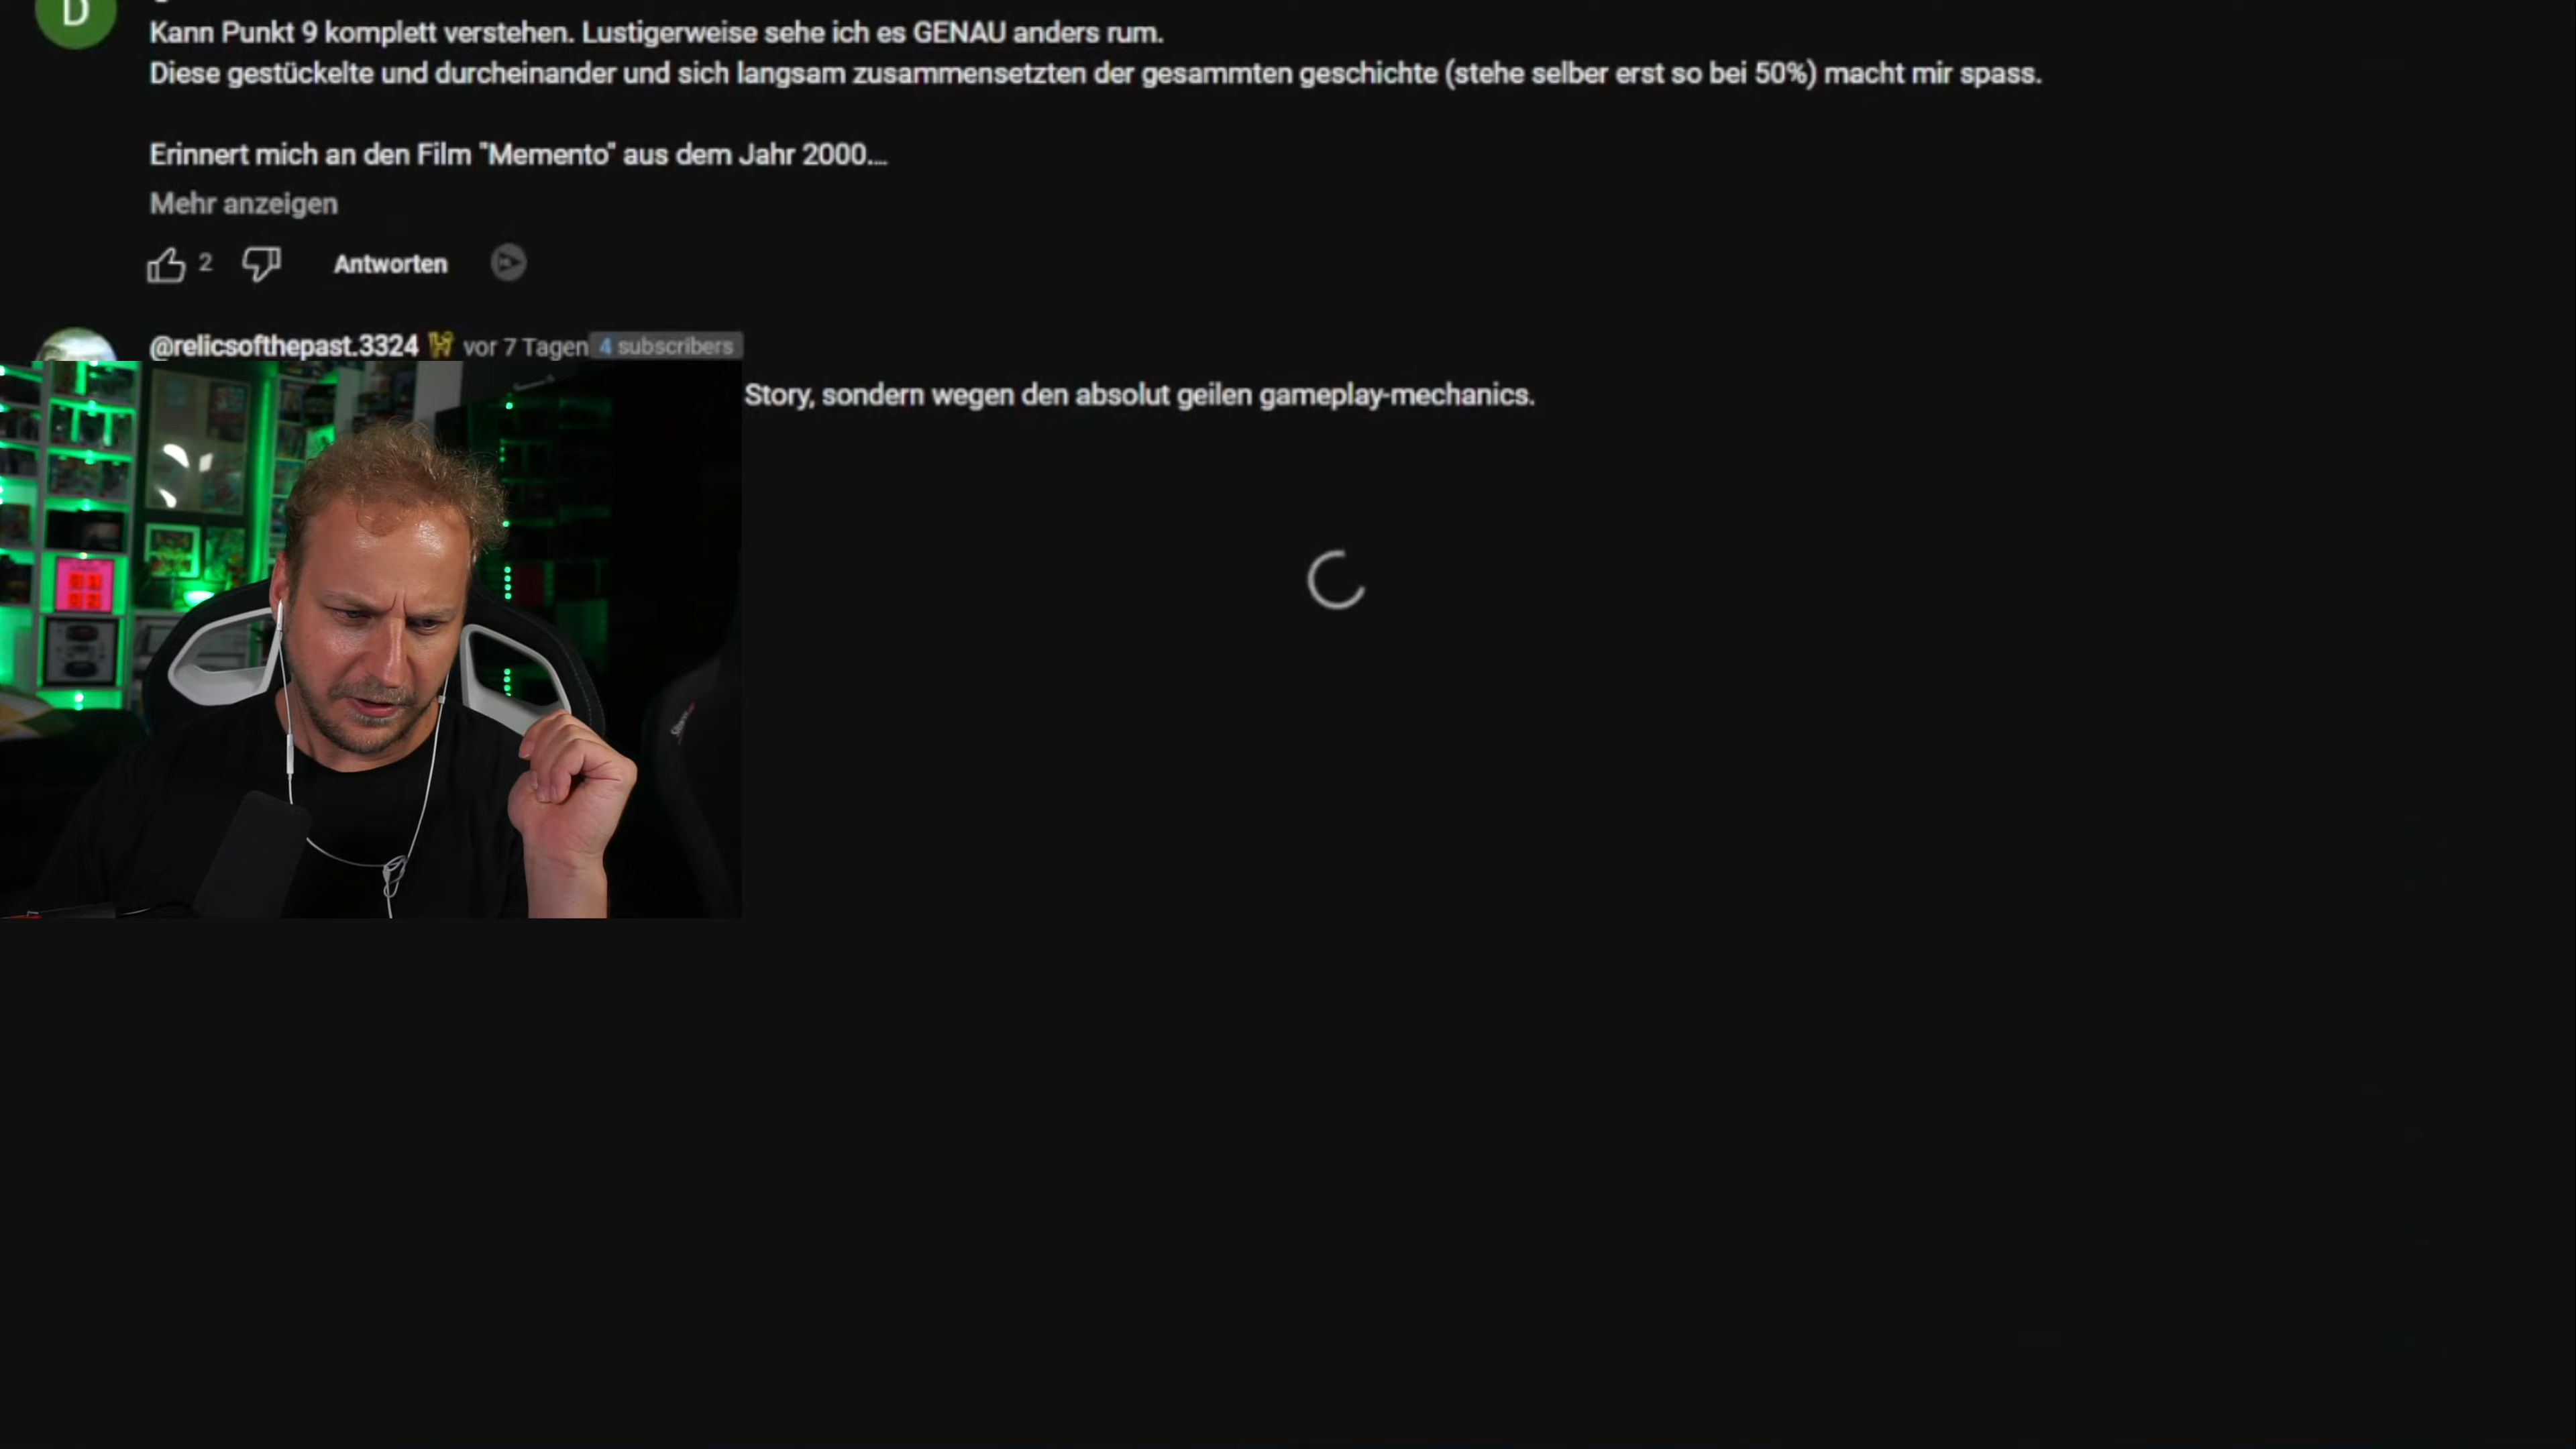 D
Kann Punkt 9 komplett verstehen. Lustigerweise sehe ich es GENAU anders rum.
Diese gestückelte und durcheinander und sich langsam zusammensetzten der gesammten geschichte (stehe selber erst so bei 50%) macht mir spass.
Erinnert mich an den Film "Memento" aus dem Jahr 2000....
Mehr anzeigen
2
Antworten
@relicsofthepast.3324 vor 7 Tagen 4 subscribers
Story, sondern wegen den absolut geilen gameplay-mechanics.